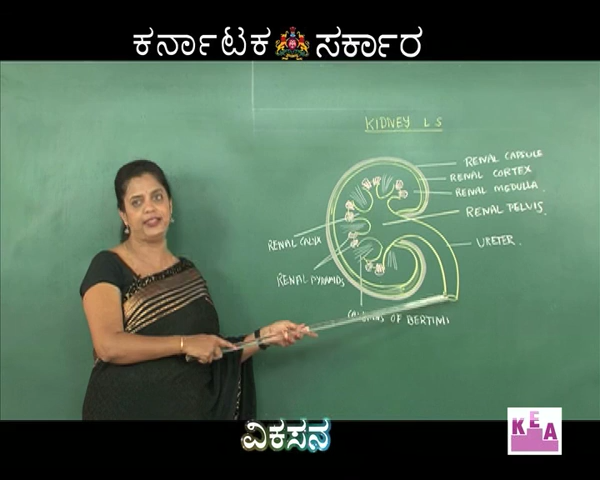 ಕರ್ನಾಟಕ ಸರ್ಕಾರ
KIDNEY L S
RENAL CAPSULE
RENAL CORTEX
RENAL MEDULLA
RENAL PELVIS
URETER
RENAL CALYX
RENAL PYRAMIDS
COLUMNS OF BERTINI
ವಿಕಸನ
KEA